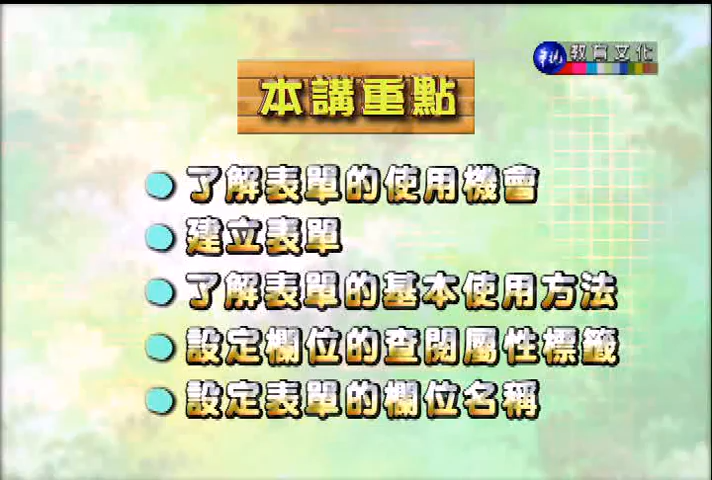 教育文化
本講重點
了解表單的使用機會
建立表單
了解表單的基本使用方法
設定欄位的查閱屬性標籤
設定表單的欄位名稱